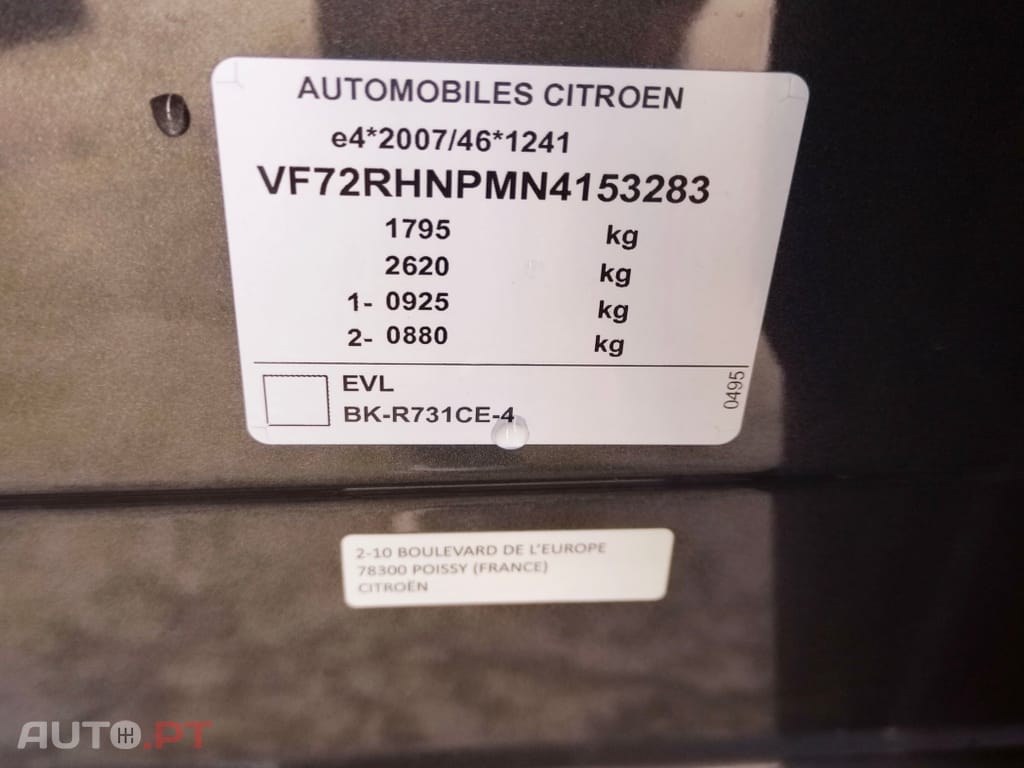 AUTOMOBILES CITROEN
e4*2007/46*1241
VF72RHNPMN4153283
1795 kg
2620 kg
1- 0925 kg
2- 0880 kg
EVL
BK-R731CE-4
0495
2-10 BOULEVARD DE L'EUROPE
78300 POISSY (FRANCE)
CITROËN
AUTO.PT